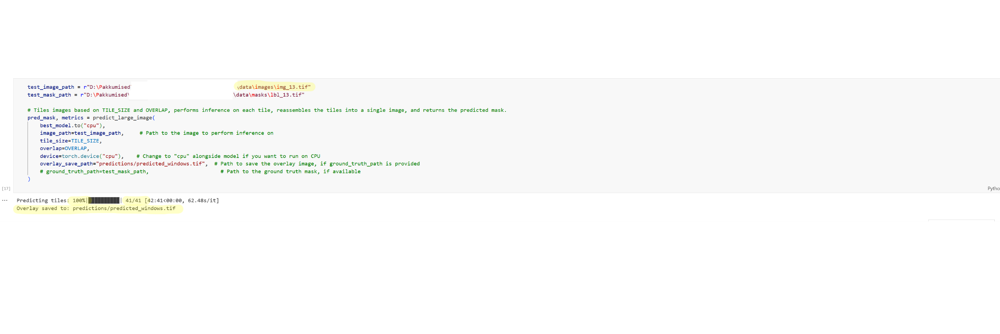 test_image_path = r"D:\Pakkumised\ \data\images\img_13.tif"
test_mask_path = r"D:\Pakkumised\ \data\masks\lbl_13.tif"
# Tiles images based on TILE_SIZE and OVERLAP, performs inference on each tile, reassembles the tiles into a single image, and returns the predicted mask.
pred_mask, metrics = predict_large_image(
best_model.to("cpu"),
image_path=test_image_path, # Path to the image to perform inference on
tile_size=TILE_SIZE,
overlap=OVERLAP,
device=torch.device("cpu"), # Change to "cpu" alongside model if you want to run on CPU
overlay_save_path="predictions/predicted_windows.tif", # Path to save the overlay image, if ground_truth_path is provided
# ground_truth_path=test_mask_path, # Path to the ground truth mask, if available
)
[17]
Pytho
... Predicting tiles: 100%|██████████| 41/41 [42:41<00:00, 62.48s/it]
Overlay saved to: predictions/predicted_windows.tif